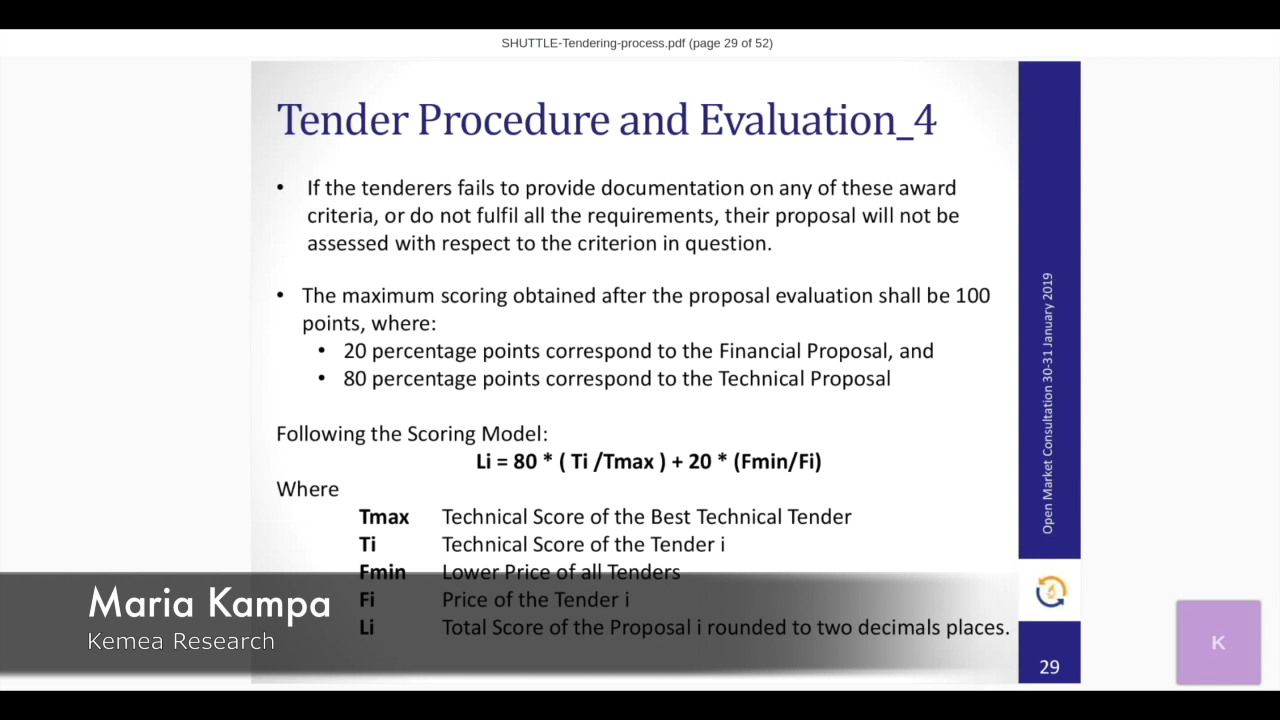 SHUTTLE-Tendering-process.pdf (page 29 of 52)
Tender Procedure and Evaluation_4
• If the tenderers fails to provide documentation on any of these award
criteria, or do not fulfil all the requirements, their proposal will not be
assessed with respect to the criterion in question.
• The maximum scoring obtained after the proposal evaluation shall be 100
points, where:
• 20 percentage points correspond to the Financial Proposal, and
• 80 percentage points correspond to the Technical Proposal
Following the Scoring Model:
Li = 80 * ( Ti /Tmax ) + 20 * (Fmin/Fi)
Where
Tmax Technical Score of the Best Technical Tender
Ti Technical Score of the Tender i
Fmin Lower Price of all Tenders
Fi Price of the Tender i
Li Total Score of the Proposal i rounded to two decimals places.
Open Market Consultation 30-31 January 2019
29
Maria Kampa
Kemea Research
K